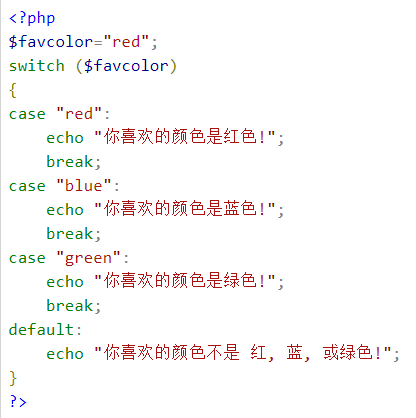 <?php
$favcolor="red";
switch ($favcolor)
{
case "red":
    echo "你喜欢的颜色是红色!";
    break;
case "blue":
    echo "你喜欢的颜色是蓝色!";
    break;
case "green":
    echo "你喜欢的颜色是绿色!";
    break;
default:
    echo "你喜欢的颜色不是 红, 蓝, 或绿色!";
}
?>